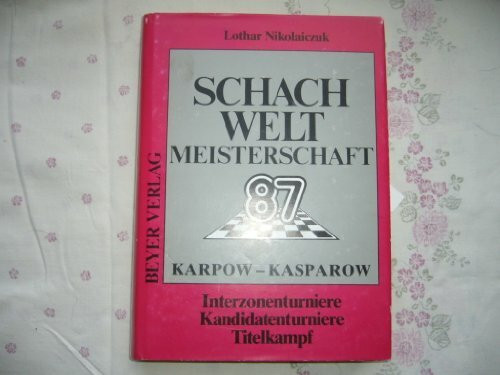 Lothar Nikolaiczuk
SCHACH
WELT
MEISTERSCHAFT
87
KARPOW – KASPAROW
BEYER VERLAG
Interzonenturniere
Kandidatenturniere
Titelkampf